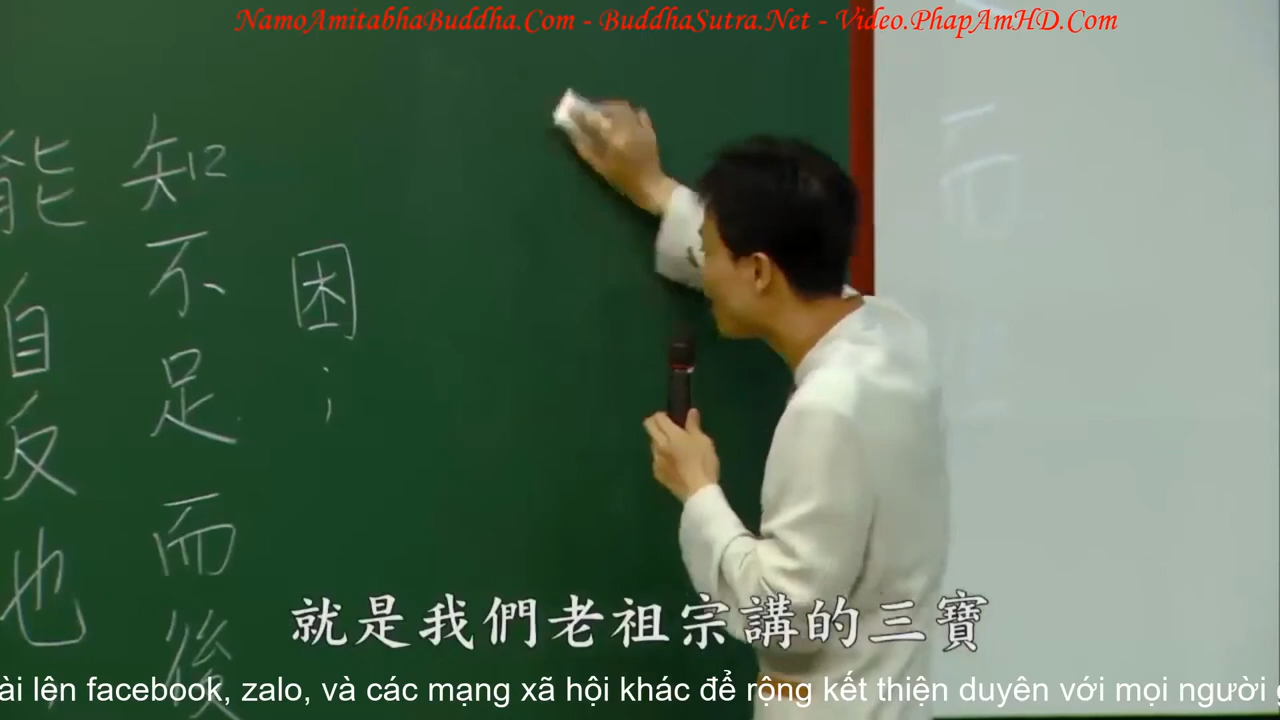 NamoAmitabhaBuddha.Com - BuddhaSutra.Net - Video.PhapAmHD.Com
困；
知不足而後
能自反也
就是我們老祖宗講的三寶
ài lên facebook, zalo, và các mạng xã hội khác để rộng kết thiện duyên với mọi người